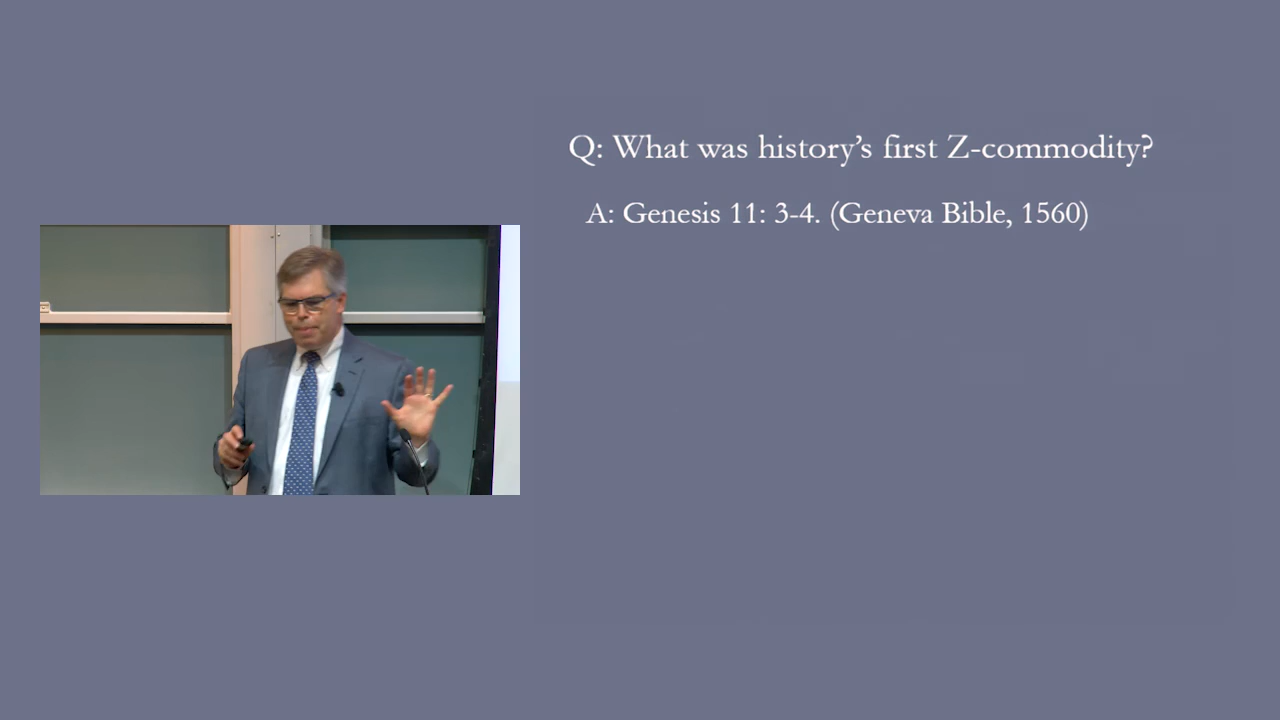 Q: What was history’s first Z-commodity?
A: Genesis 11: 3-4. (Geneva Bible, 1560)